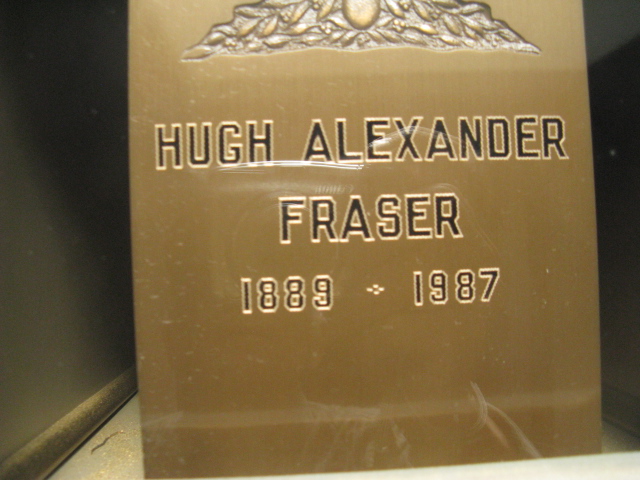 HUGH ALEXANDER
FRASER
1889 + 1987